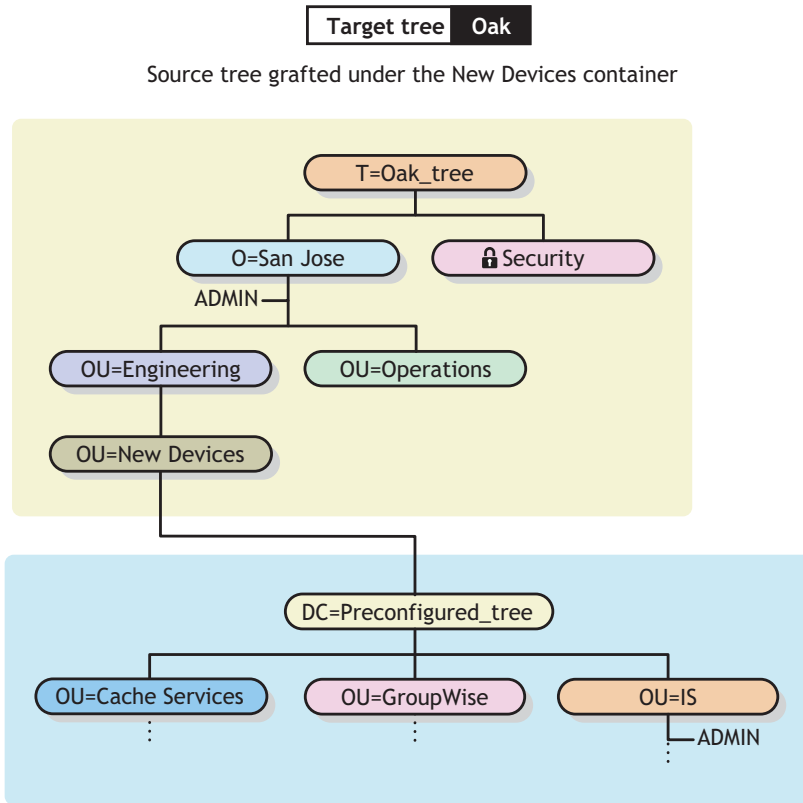 Target tree Oak
Source tree grafted under the New Devices container
T=Oak_tree
O=San Jose
Security
ADMIN
OU=Engineering
OU=Operations
OU=New Devices
DC=Preconfigured_tree
OU=Cache Services
OU=GroupWise
OU=IS
ADMIN